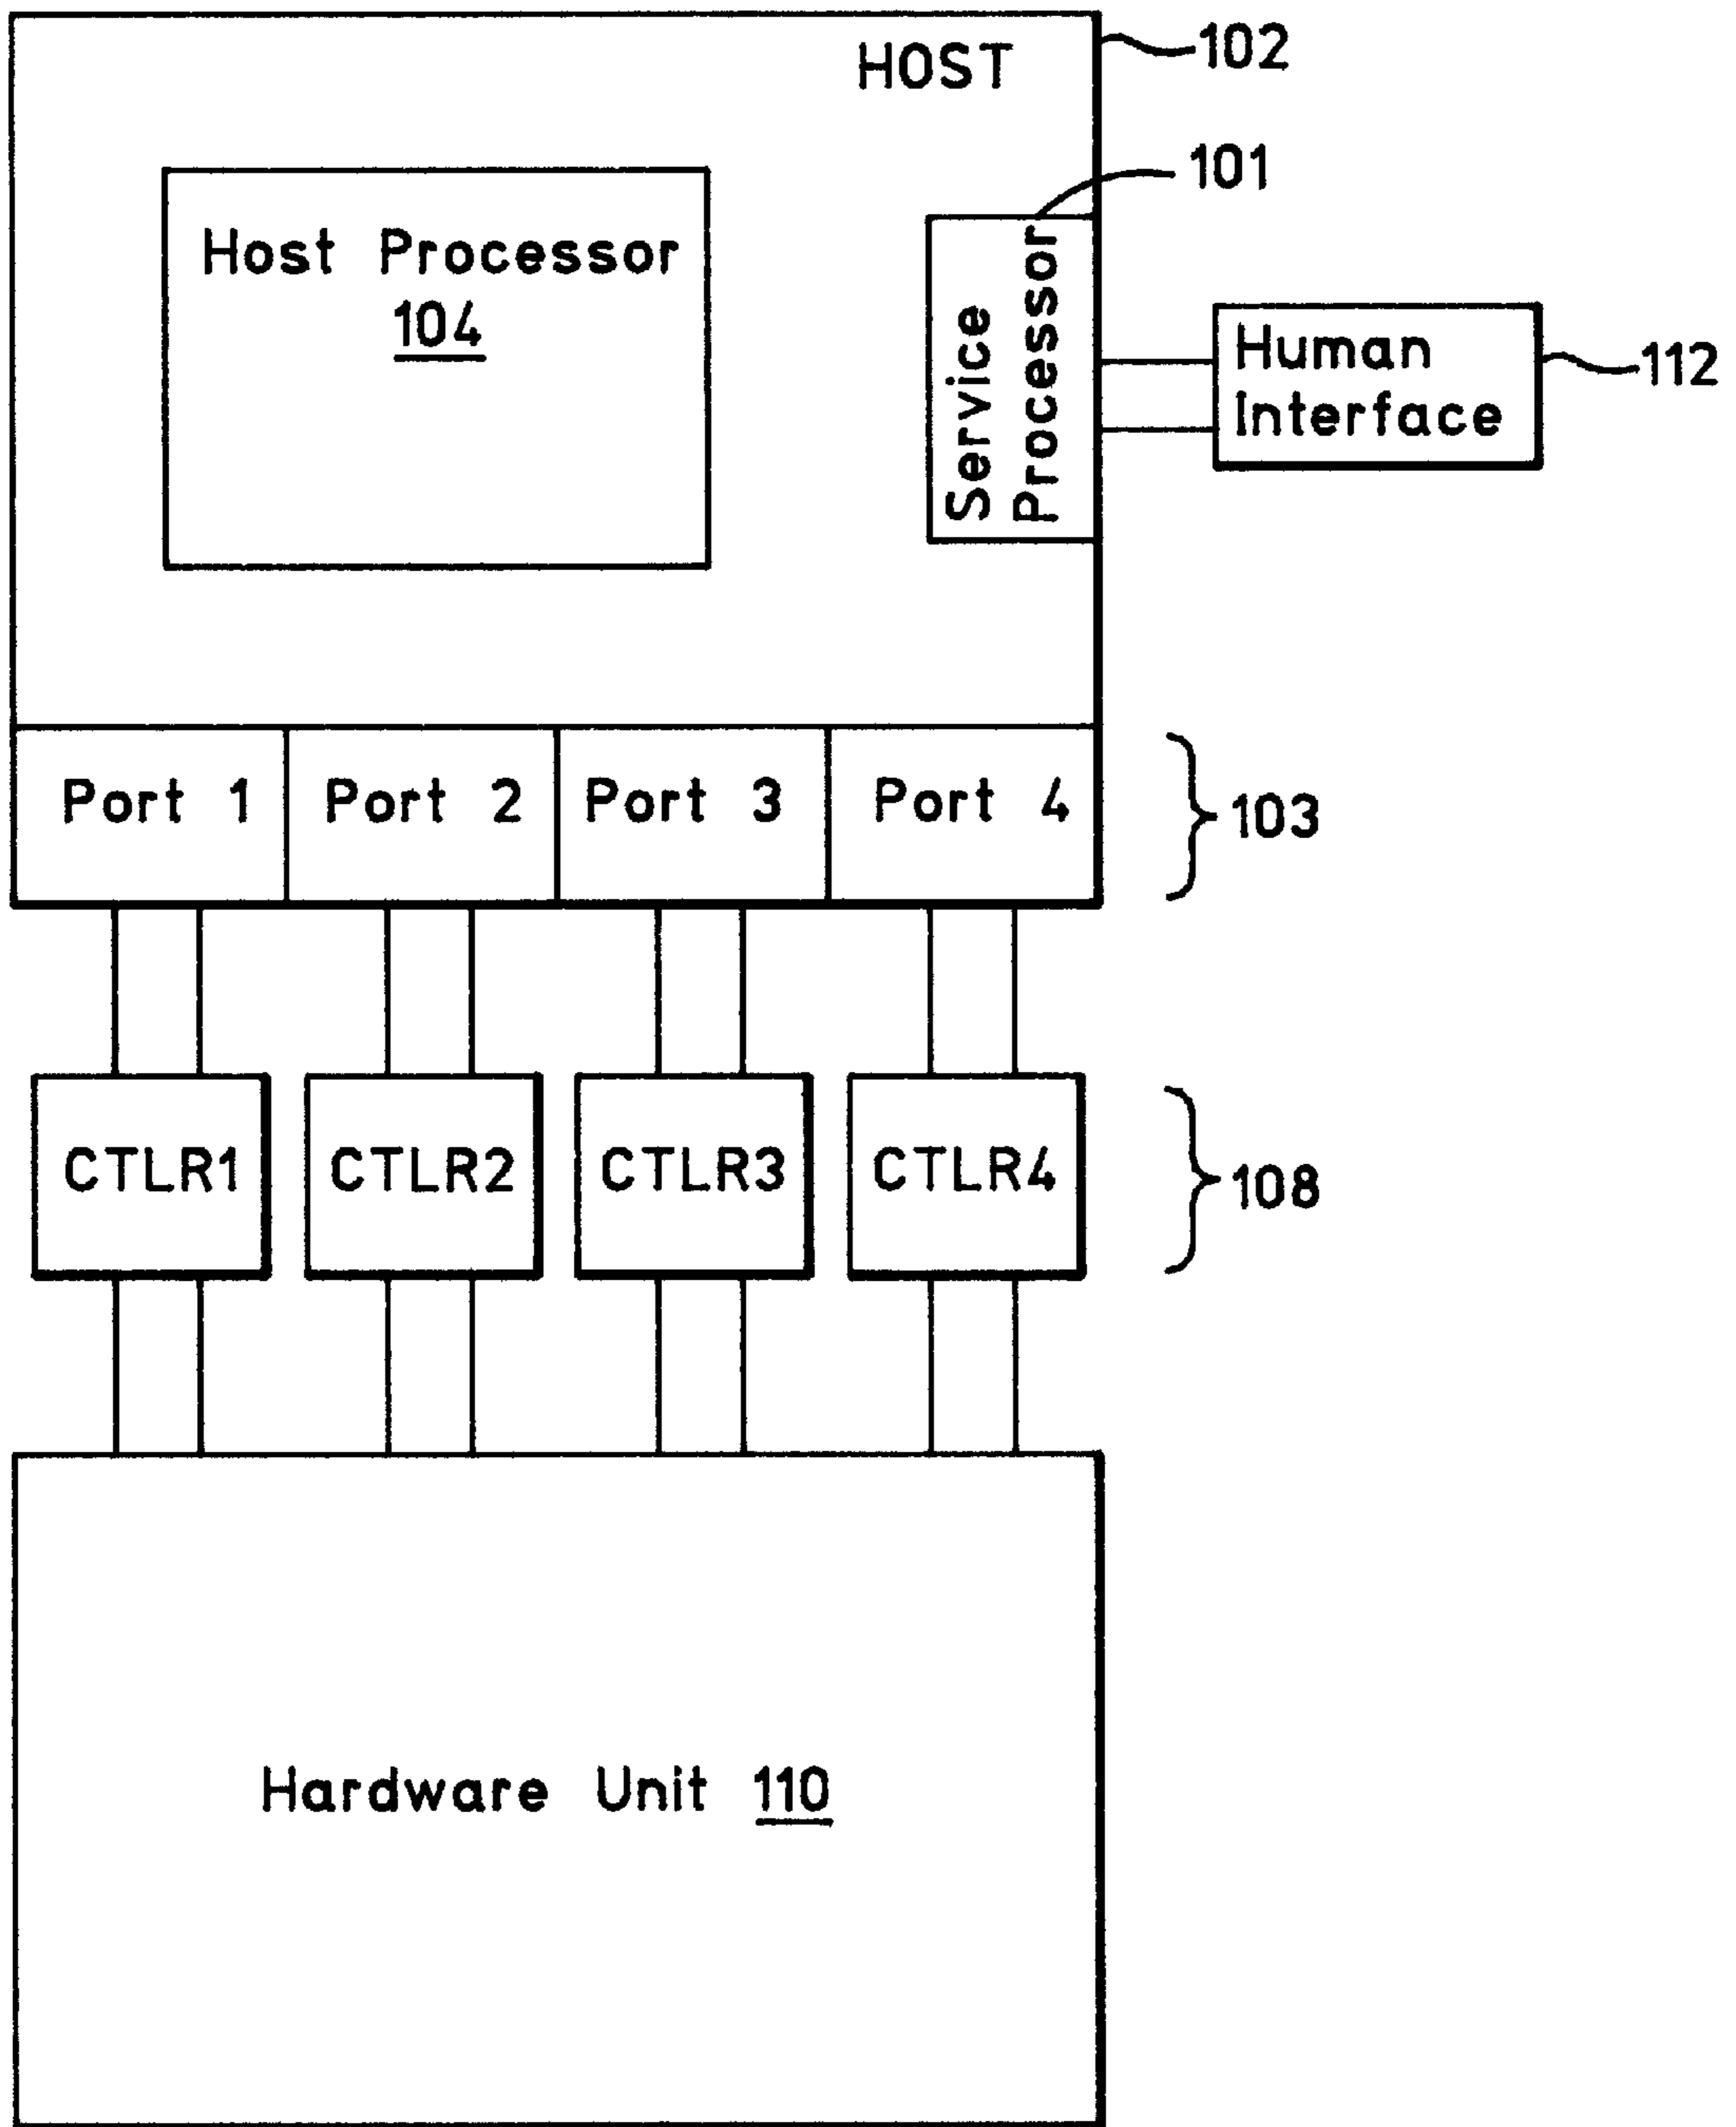 HOST
102
101
Host Processor
104
Service
Processor
Human
Interface
112
Port 1
Port 2
Port 3
Port 4
103
CTLR1
CTLR2
CTLR3
CTLR4
108
Hardware Unit 110